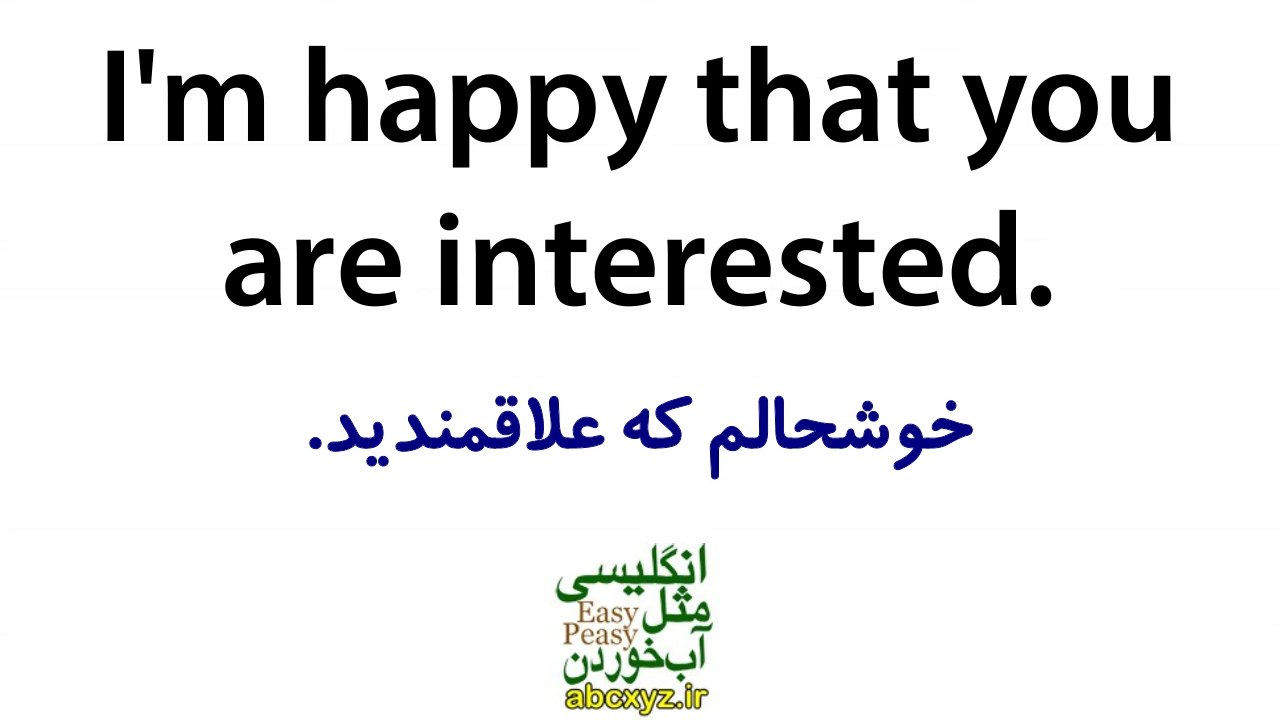 I'm happy that you
are interested.
خوشحالم که علاقمندید.
انگلیسی
مثل
Easy
Peasy
آب‌خوردن
abcxyz.ir